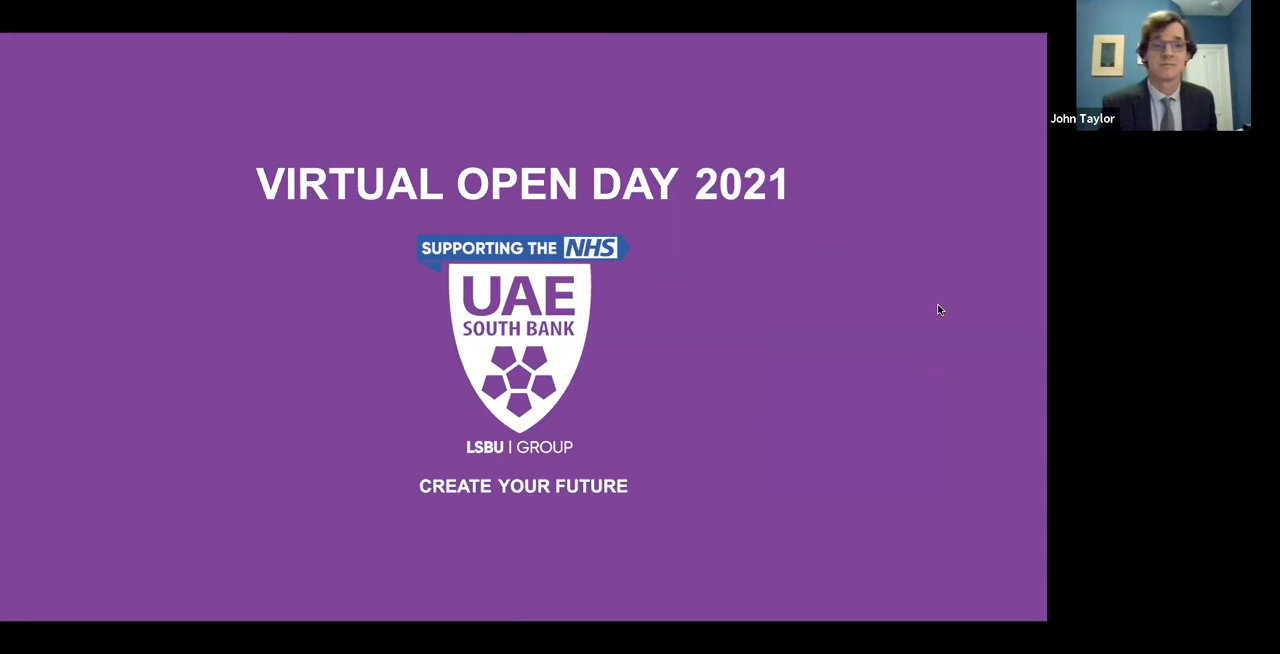 VIRTUAL OPEN DAY 2021
SUPPORTING THE NHS
UAE
SOUTH BANK
LSBU | GROUP
CREATE YOUR FUTURE
John Taylor